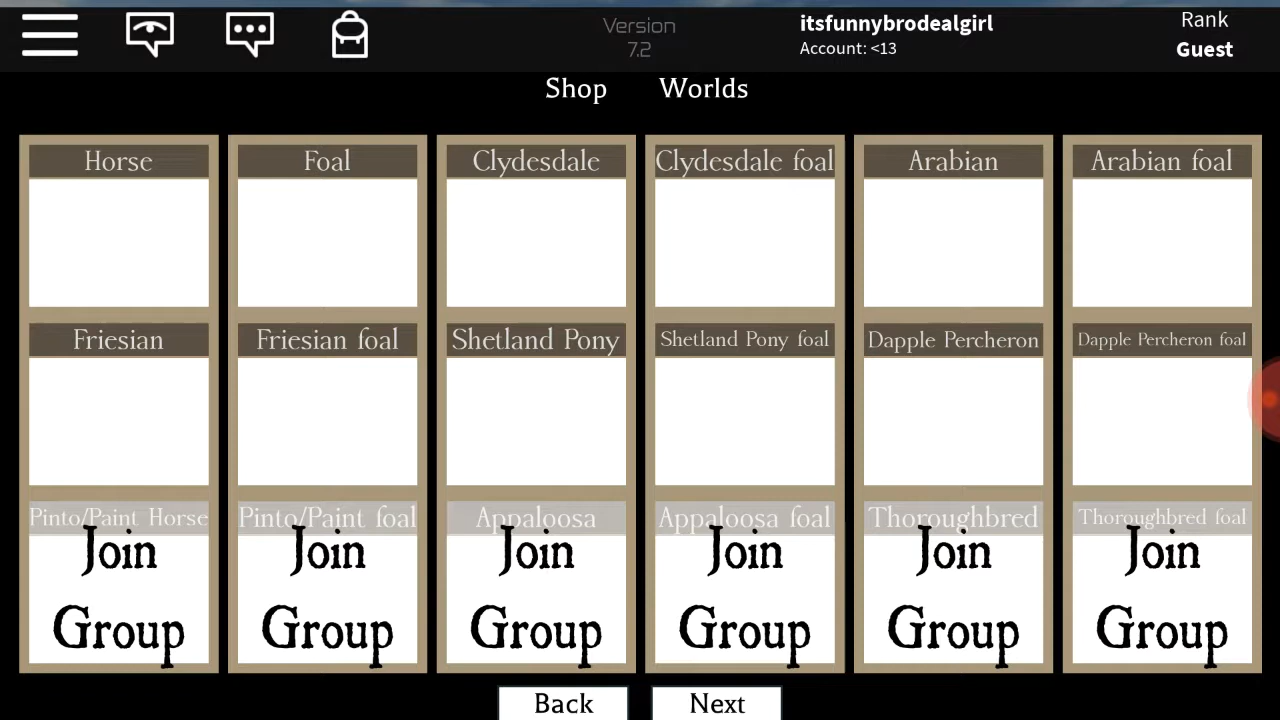 Version
7.2
itsfunnybrodealgirl
Account: <13
Rank
Guest
Shop Worlds
Horse Foal Clydesdale Clydesdale foal Arabian Arabian foal
Friesian Friesian foal Shetland Pony Shetland Pony foal Dapple Percheron Dapple Percheron foal
Pinto/Paint Horse Pinto/Paint foal Appaloosa Appaloosa foal Thoroughbred Thoroughbred foal
Join Join Join Join Join Join
Group Group Group Group Group Group
Back Next